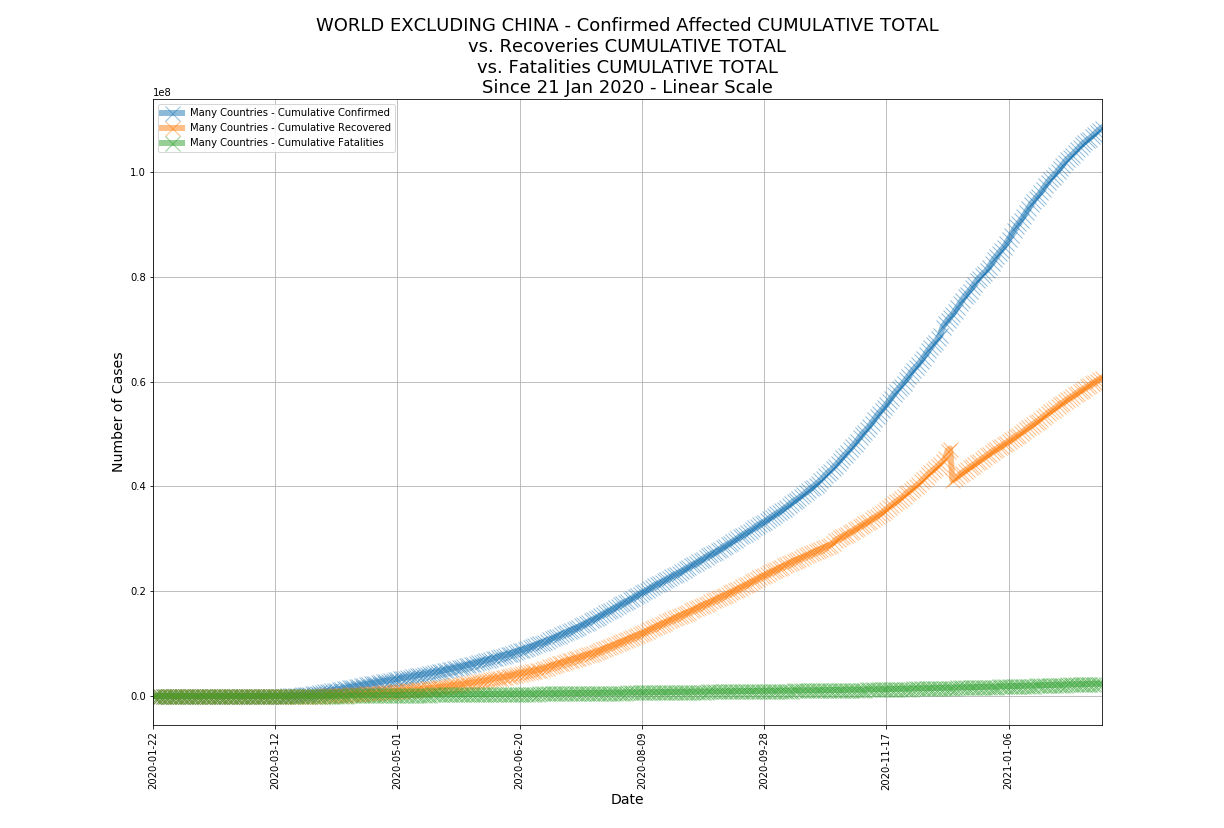 WORLD EXCLUDING CHINA - Confirmed Affected CUMULATIVE TOTAL
vs. Recoveries CUMULATIVE TOTAL
vs. Fatalities CUMULATIVE TOTAL
Since 21 Jan 2020 - Linear Scale
1e8
Many Countries - Cumulative Confirmed
Many Countries - Cumulative Recovered
Many Countries - Cumulative Fatalities
1.0
0.8
0.6
0.4
0.2
0.0
Number of Cases
2020-01-22
2020-03-12
2020-05-01
2020-06-20
2020-08-09
2020-09-28
2020-11-17
2021-01-06
Date